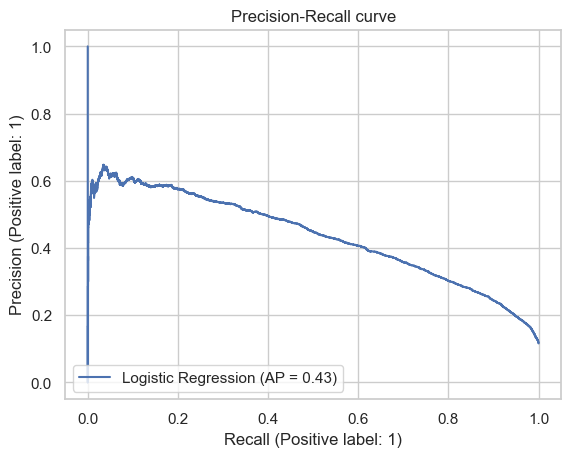 Precision-Recall curve
1.0
0.8
0.6
0.4
0.2
0.0
Precision (Positive label: 1)
Logistic Regression (AP = 0.43)
0.0 0.2 0.4 0.6 0.8 1.0
Recall (Positive label: 1)